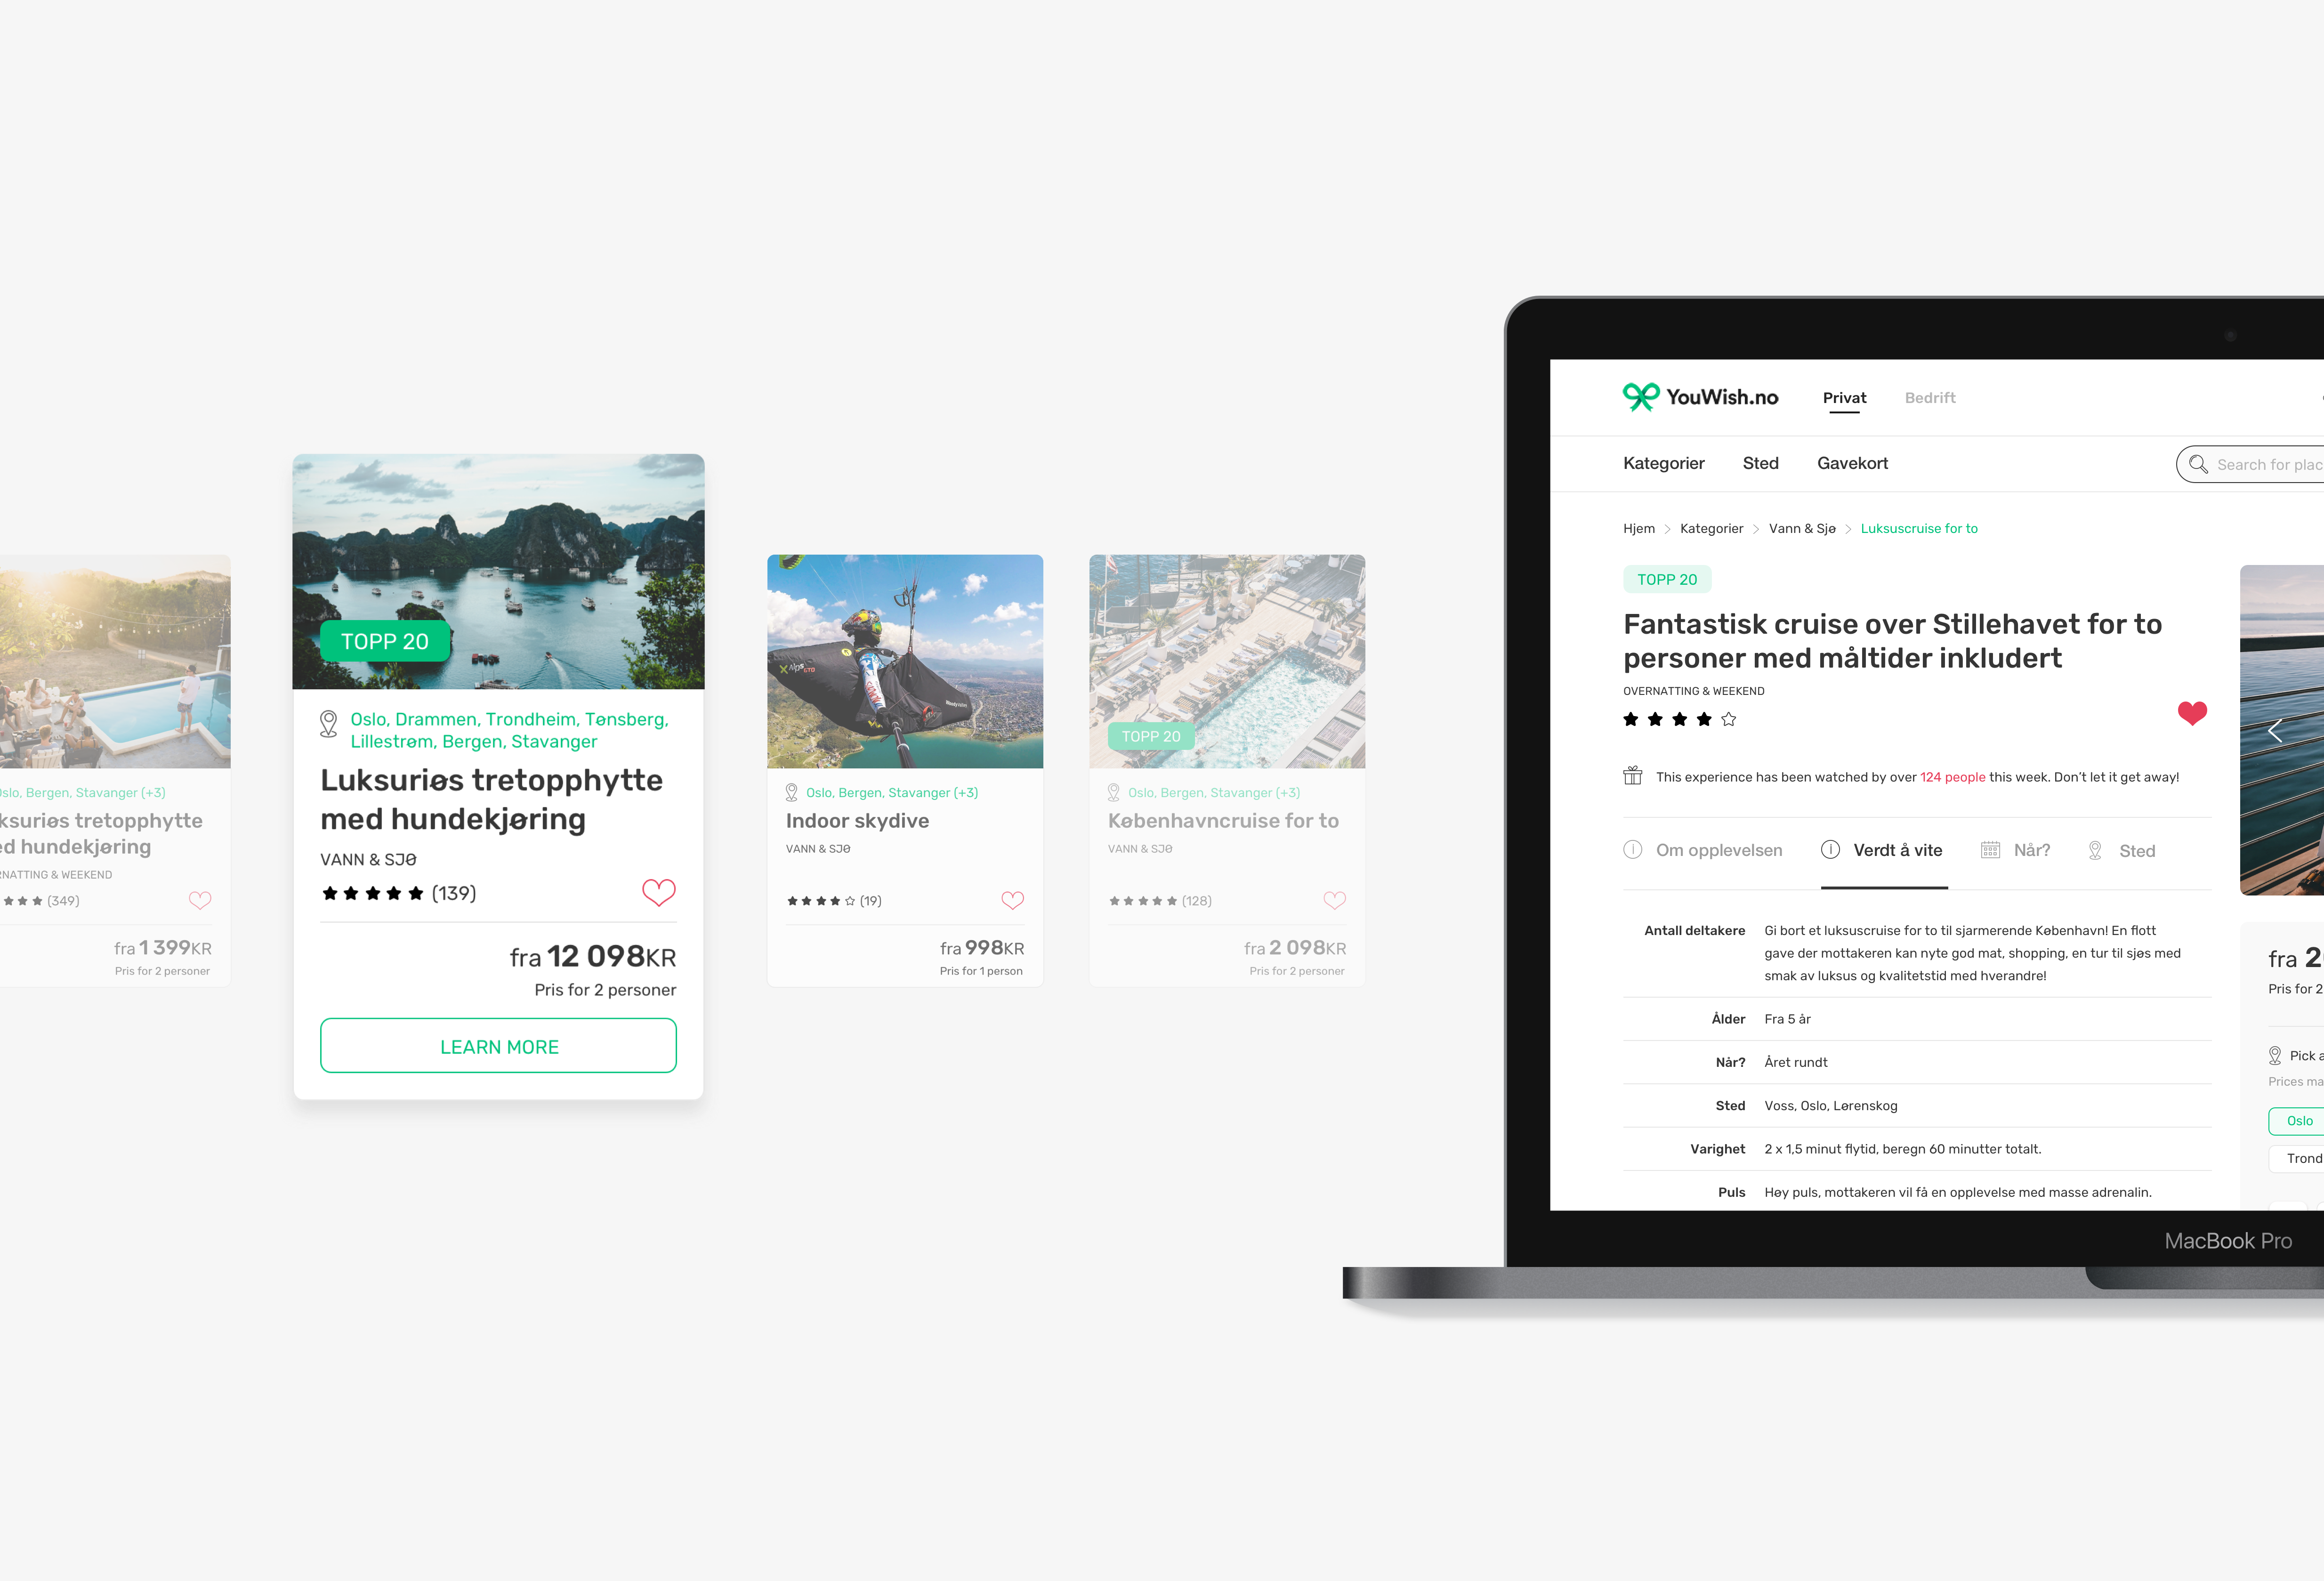 Oslo, Bergen, Stavanger (+3)
ksuriøs tretopphytte
d hundekjøring
RNATTING & WEEKEND
(349)
fra 1 399KR
Pris for 2 personer
TOPP 20
Oslo, Drammen, Trondheim, Tønsberg,
Lillestrøm, Bergen, Stavanger
Luksuriøs tretopphytte
med hundekjøring
VANN & SJØ
(139)
fra 12 098KR
Pris for 2 personer
LEARN MORE
Oslo, Bergen, Stavanger (+3)
Indoor skydive
VANN & SJØ
(19)
fra 998KR
Pris for 1 person
TOPP 20
Oslo, Bergen, Stavanger (+3)
Københavncruise for to
VANN & SJØ
(128)
fra 2 098KR
Pris for 2 personer
YouWish.no
Privat
Bedrift
Kategorier
Sted
Gavekort
Search for plac
Hjem > Kategorier > Vann & Sjø > Luksuscruise for to
TOPP 20
Fantastisk cruise over Stillehavet for to
personer med måltider inkludert
OVERNATTING & WEEKEND
This experience has been watched by over 124 people this week. Don't let it get away!
Om opplevelsen
Verdt å vite
Når?
Sted
Antall deltakere
Gi bort et luksuscruise for to til sjarmerende København! En flott
gave der mottakeren kan nyte god mat, shopping, en tur til sjøs med
smak av luksus og kvalitetstid med hverandre!
Ålder
Fra 5 år
Når?
Året rundt
Sted
Voss, Oslo, Lørenskog
Varighet
2 x 1,5 minut flytid, beregn 60 minutter totalt.
Puls
Høy puls, mottakeren vil få en opplevelse med masse adrenalin.
fra 2
Pris for 2
Pick a
Prices ma
Oslo
Trond
MacBook Pro